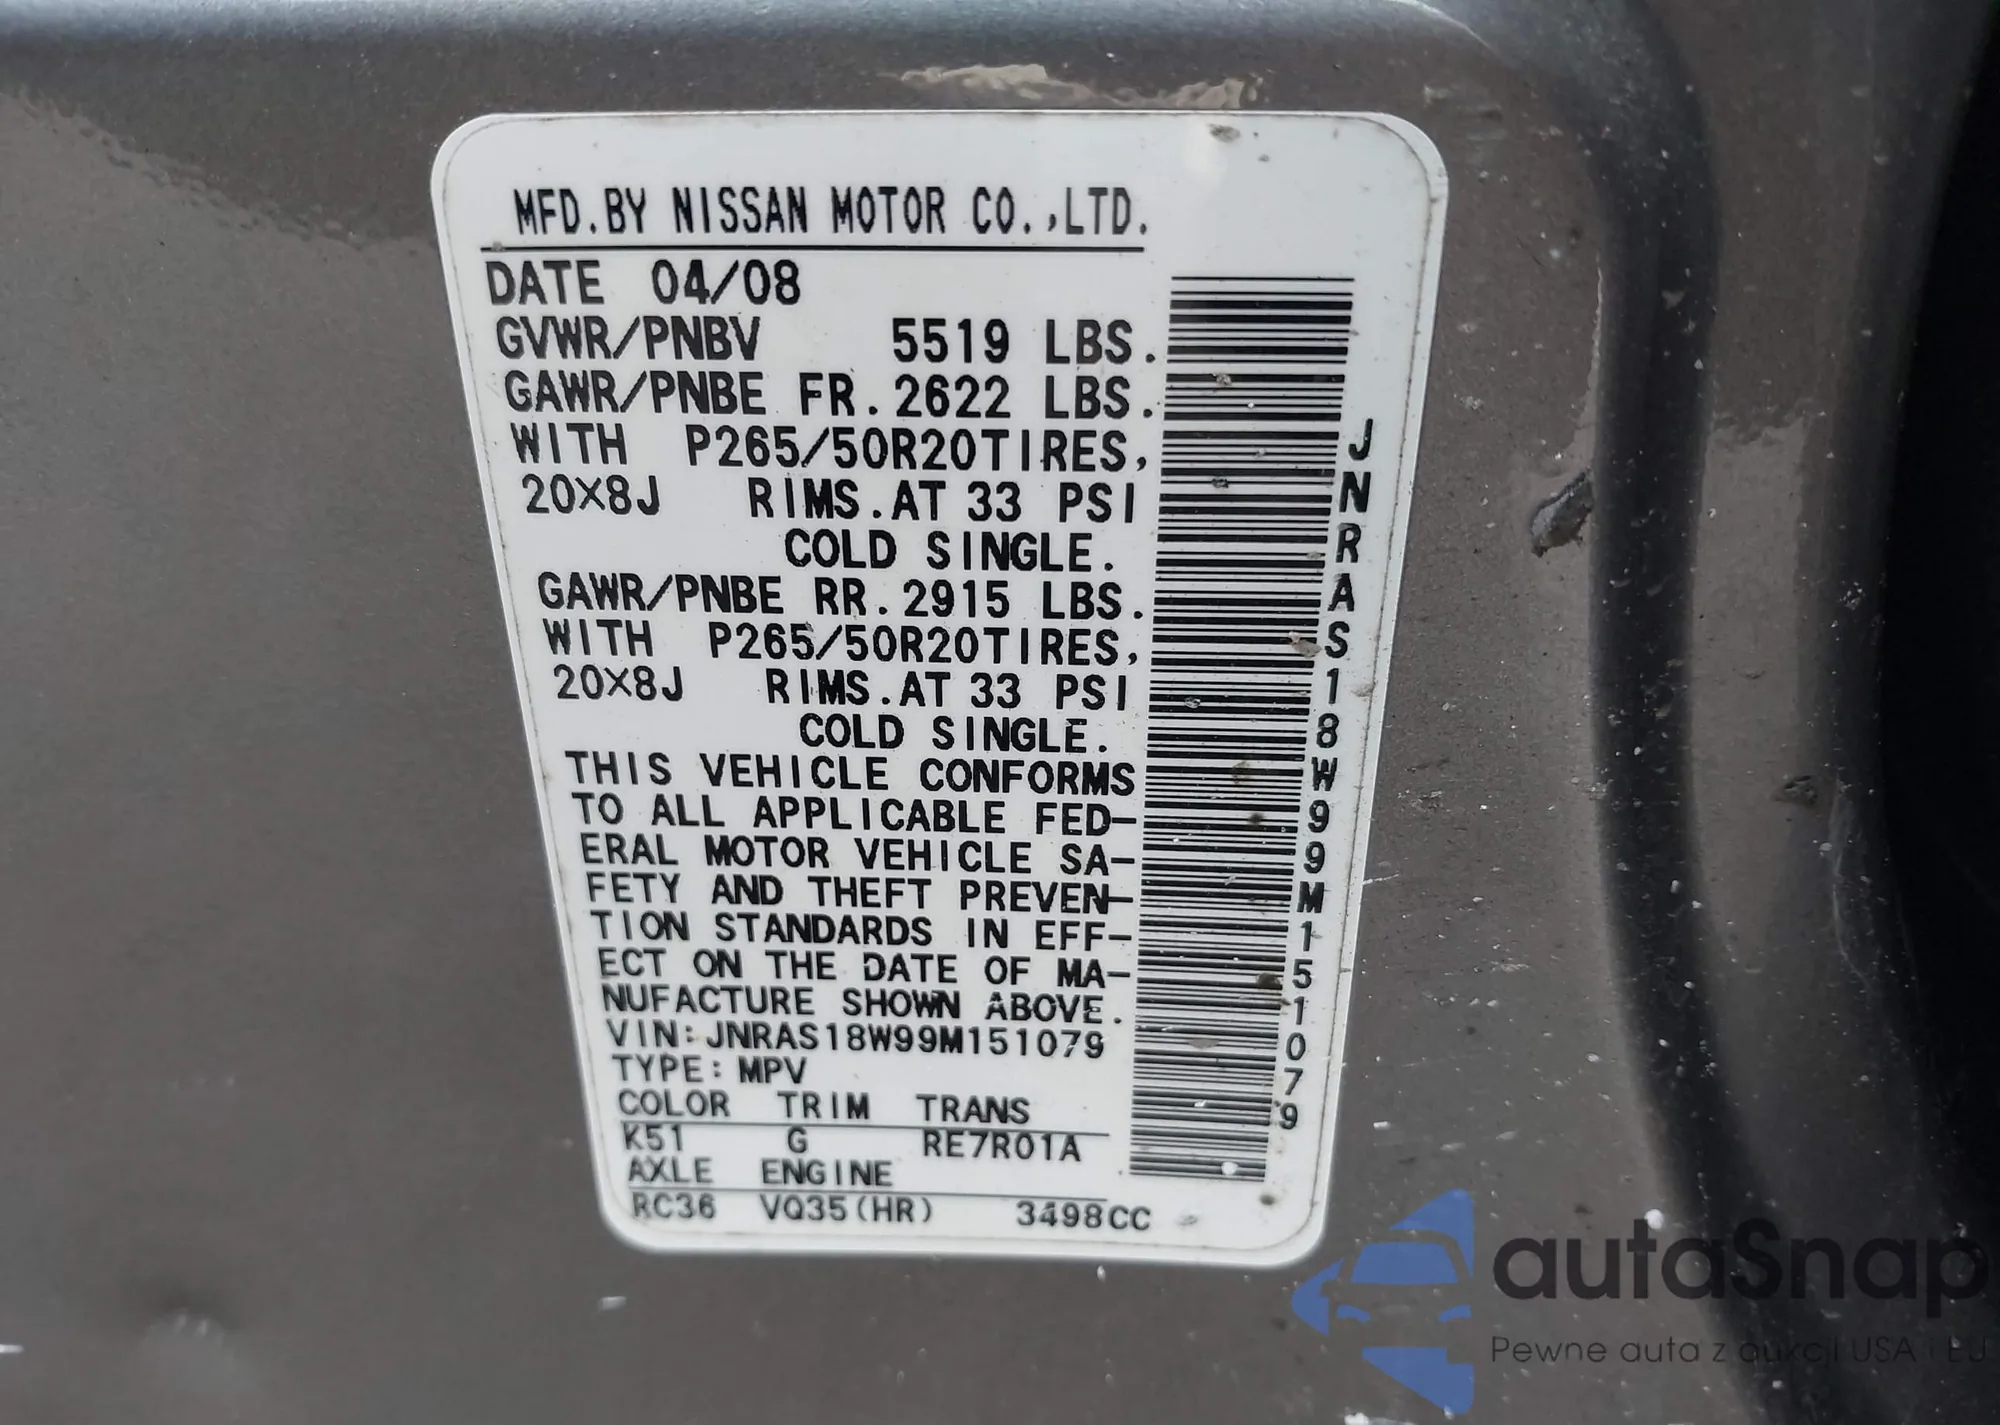 MFD.BY NISSAN MOTOR CO.,LTD.
DATE 04/08
GVWR/PNBV 5519 LBS.
GAWR/PNBE FR.2622 LBS.
WITH P265/50R20TIRES,
20X8J RIMS.AT 33 PSI
COLD SINGLE.
GAWR/PNBE RR.2915 LBS.
WITH P265/50R20TIRES,
20X8J RIMS.AT 33 PSI
COLD SINGLE.
THIS VEHICLE CONFORMS
TO ALL APPLICABLE FED-
ERAL MOTOR VEHICLE SA-
FETY AND THEFT PREVEN-
TION STANDARDS IN EFF-
ECT ON THE DATE OF MA-
NUFACTURE SHOWN ABOVE.
VIN:JNRAS18W99M151079
TYPE:MPV
COLOR TRIM TRANS
K51 G RE7R01A
AXLE ENGINE
RC36 VQ35(HR) 3498CC
JNRAS18W99M151079
autaSnap
Pewne auta z aukcji USA i EU